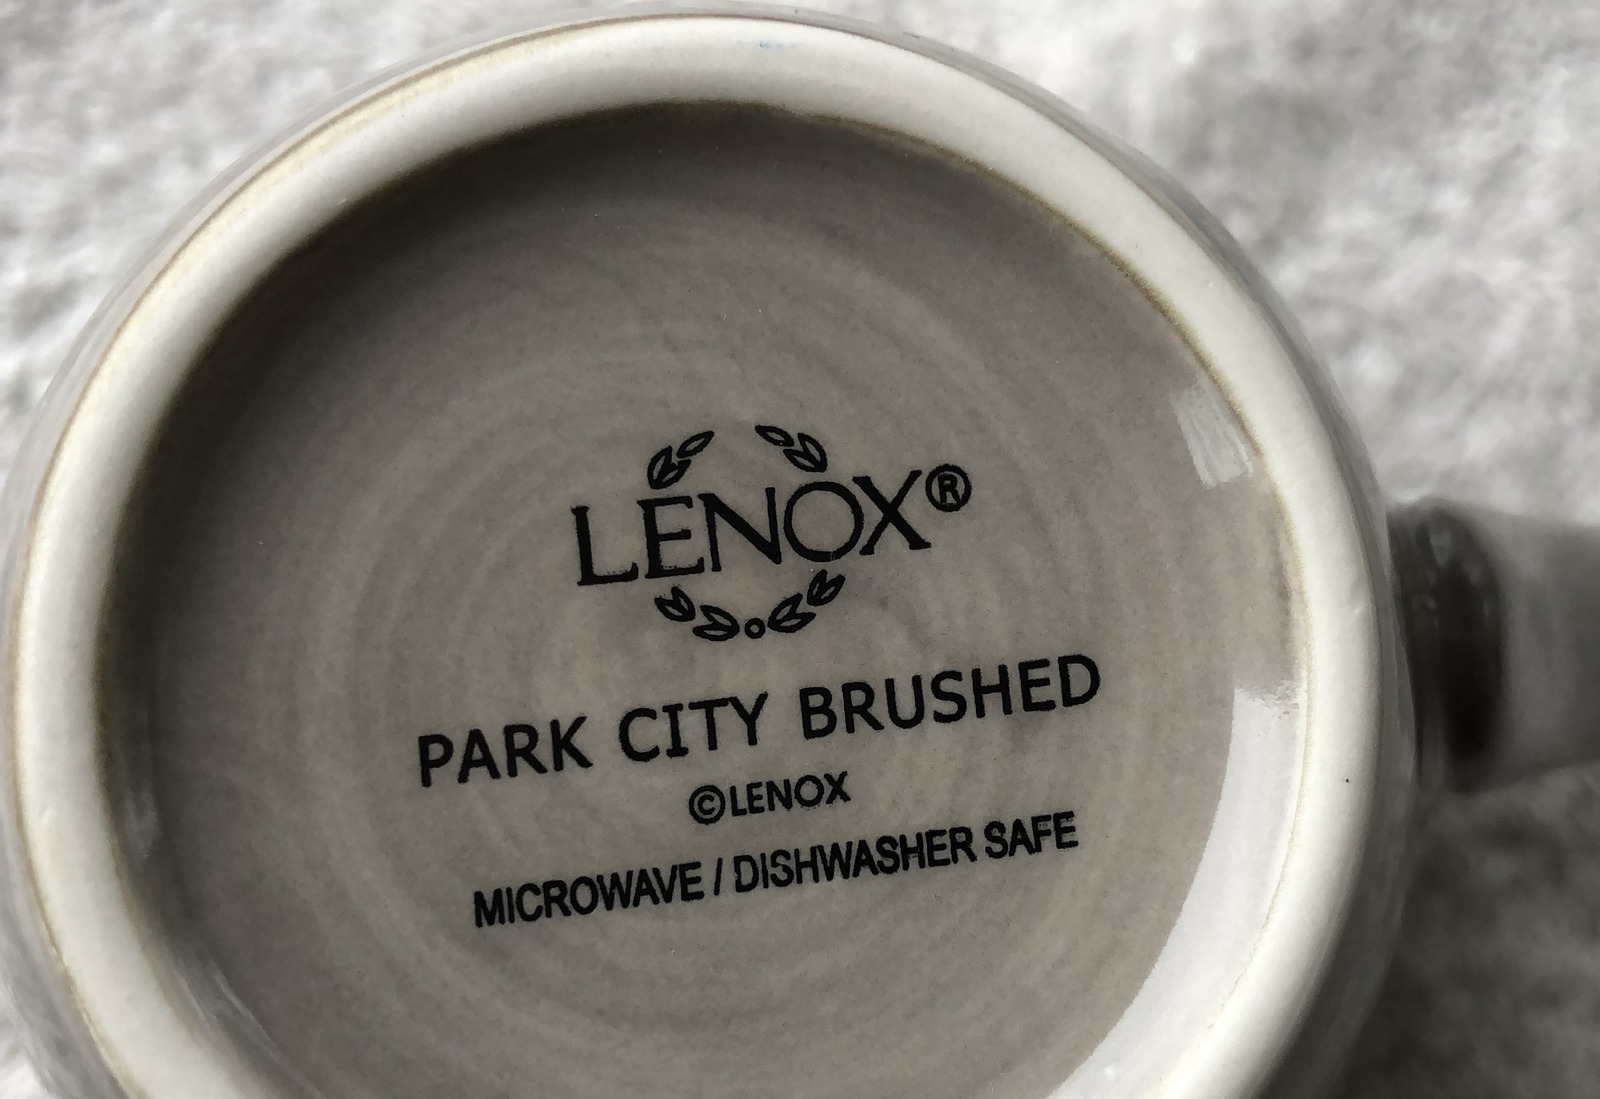 LENOX®
PARK CITY BRUSHED
©LENOX
MICROWAVE / DISHWASHER SAFE